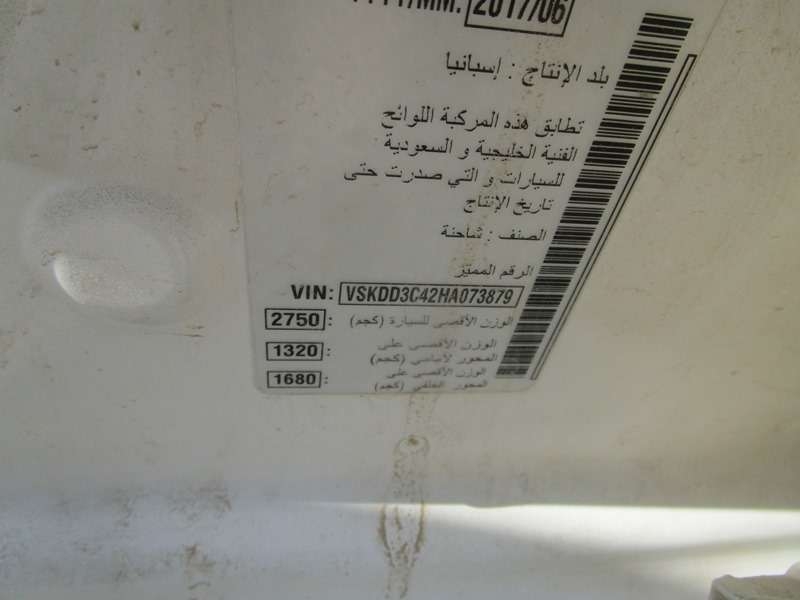 /MM: 2017/06
بلد الإنتاج : إسبانيا
تطابق هذه المركبة اللوائح
الفنية الخليجية و السعودية
للسيارات و التي صدرت حتى
تاريخ الإنتاج
الصنف : شاحنة
الرقم المميّز
VIN: VSKDD3C42HA073879
2750 : الوزن الأقصى للسيارة (كجم)
1320 : الوزن الأقصى على
المحور الأمامي (كجم)
1680 : الوزن الأقصى على
المحور الخلفي (كجم)